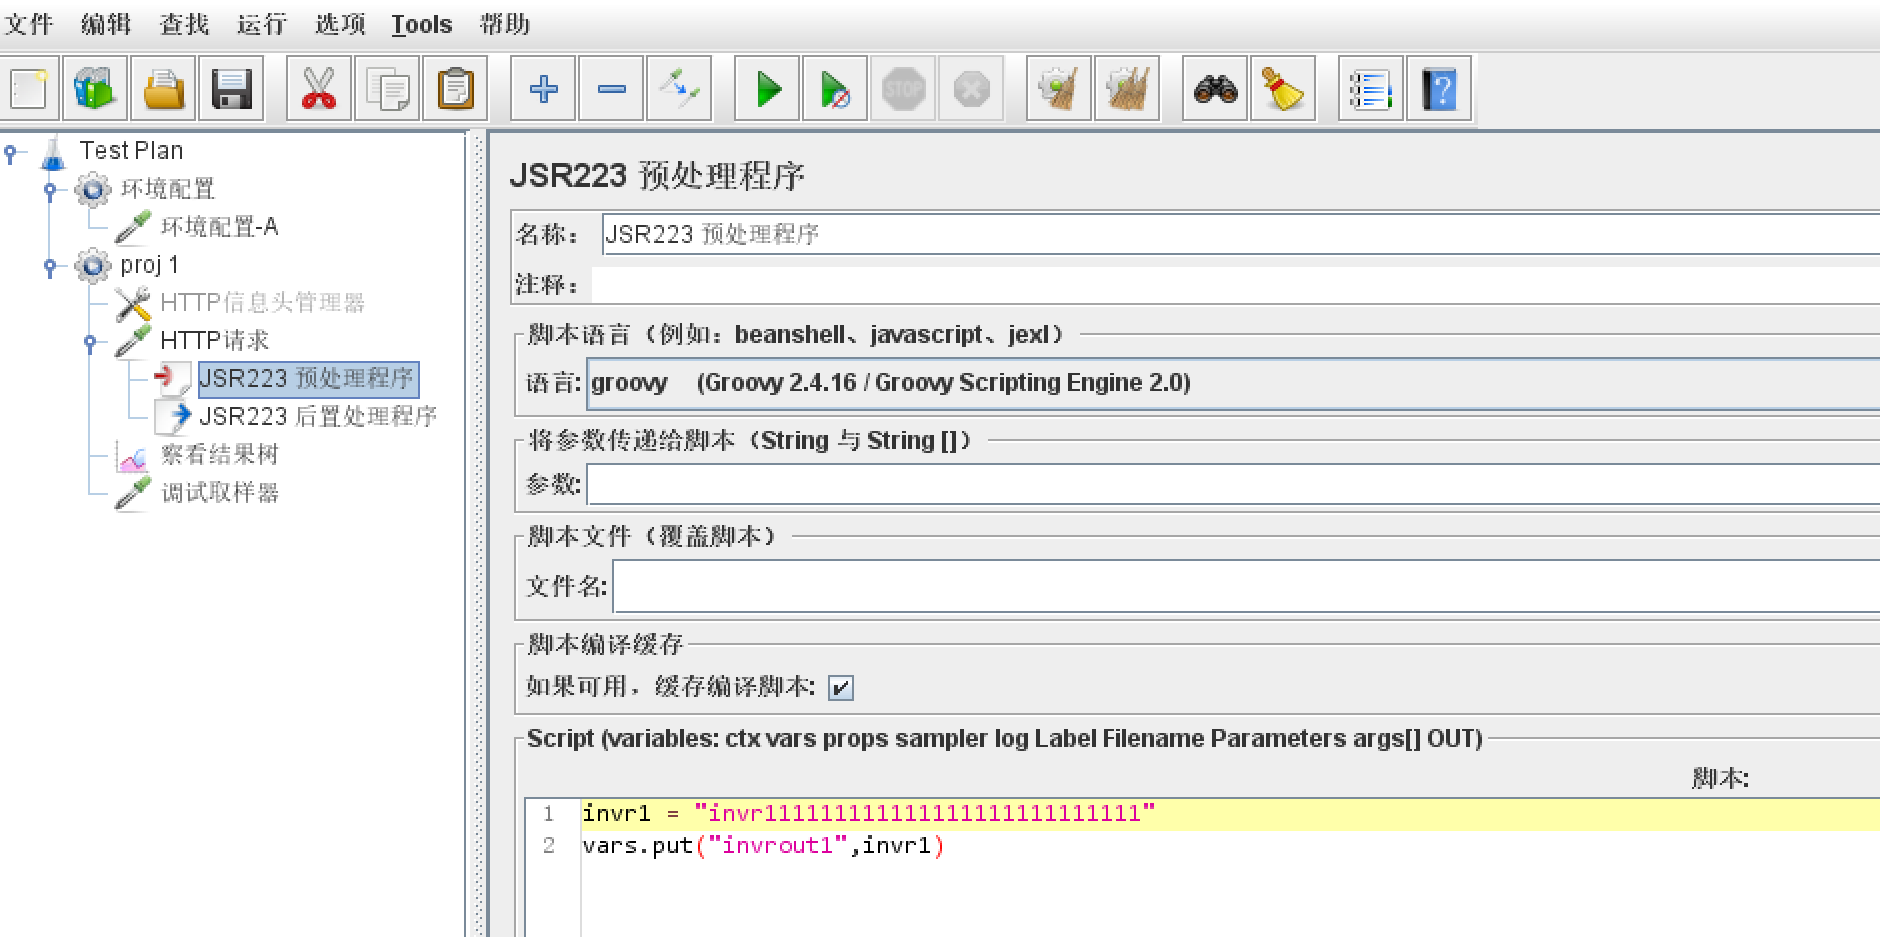 文件 编辑 查找 运行 选项 Tools 帮助
STOP
Test Plan
环境配置
环境配置-A
proj 1
HTTP信息头管理器
HTTP请求
JSR223 预处理程序
JSR223 后置处理程序
察看结果树
调试取样器
JSR223 预处理程序
名称： JSR223 预处理程序
注释：
脚本语言（例如：beanshell、javascript、jexl）
语言: groovy (Groovy 2.4.16 / Groovy Scripting Engine 2.0)
将参数传递给脚本（String 与 String []）
参数:
脚本文件（覆盖脚本）
文件名:
脚本编译缓存
如果可用，缓存编译脚本:
Script (variables: ctx vars props sampler log Label Filename Parameters args[] OUT)
脚本:
1 invr1 = "invr111111111111111111111111111"
2 vars.put("invrout1",invr1)